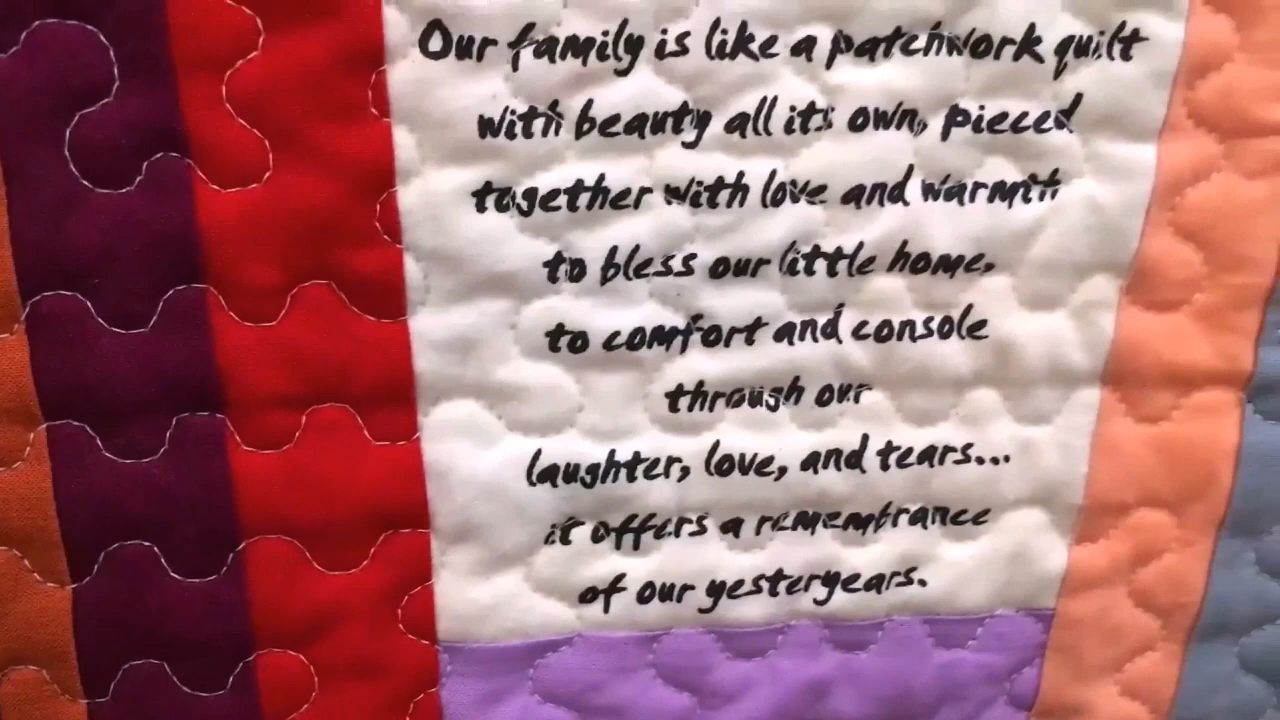 Our family is like a patchwork quilt
with beauty all its own, pieced
together with love and warmth
to bless our little home,
to comfort and console
through our
laughter, love, and tears...
it offers a remembrance
of our yesteryears.